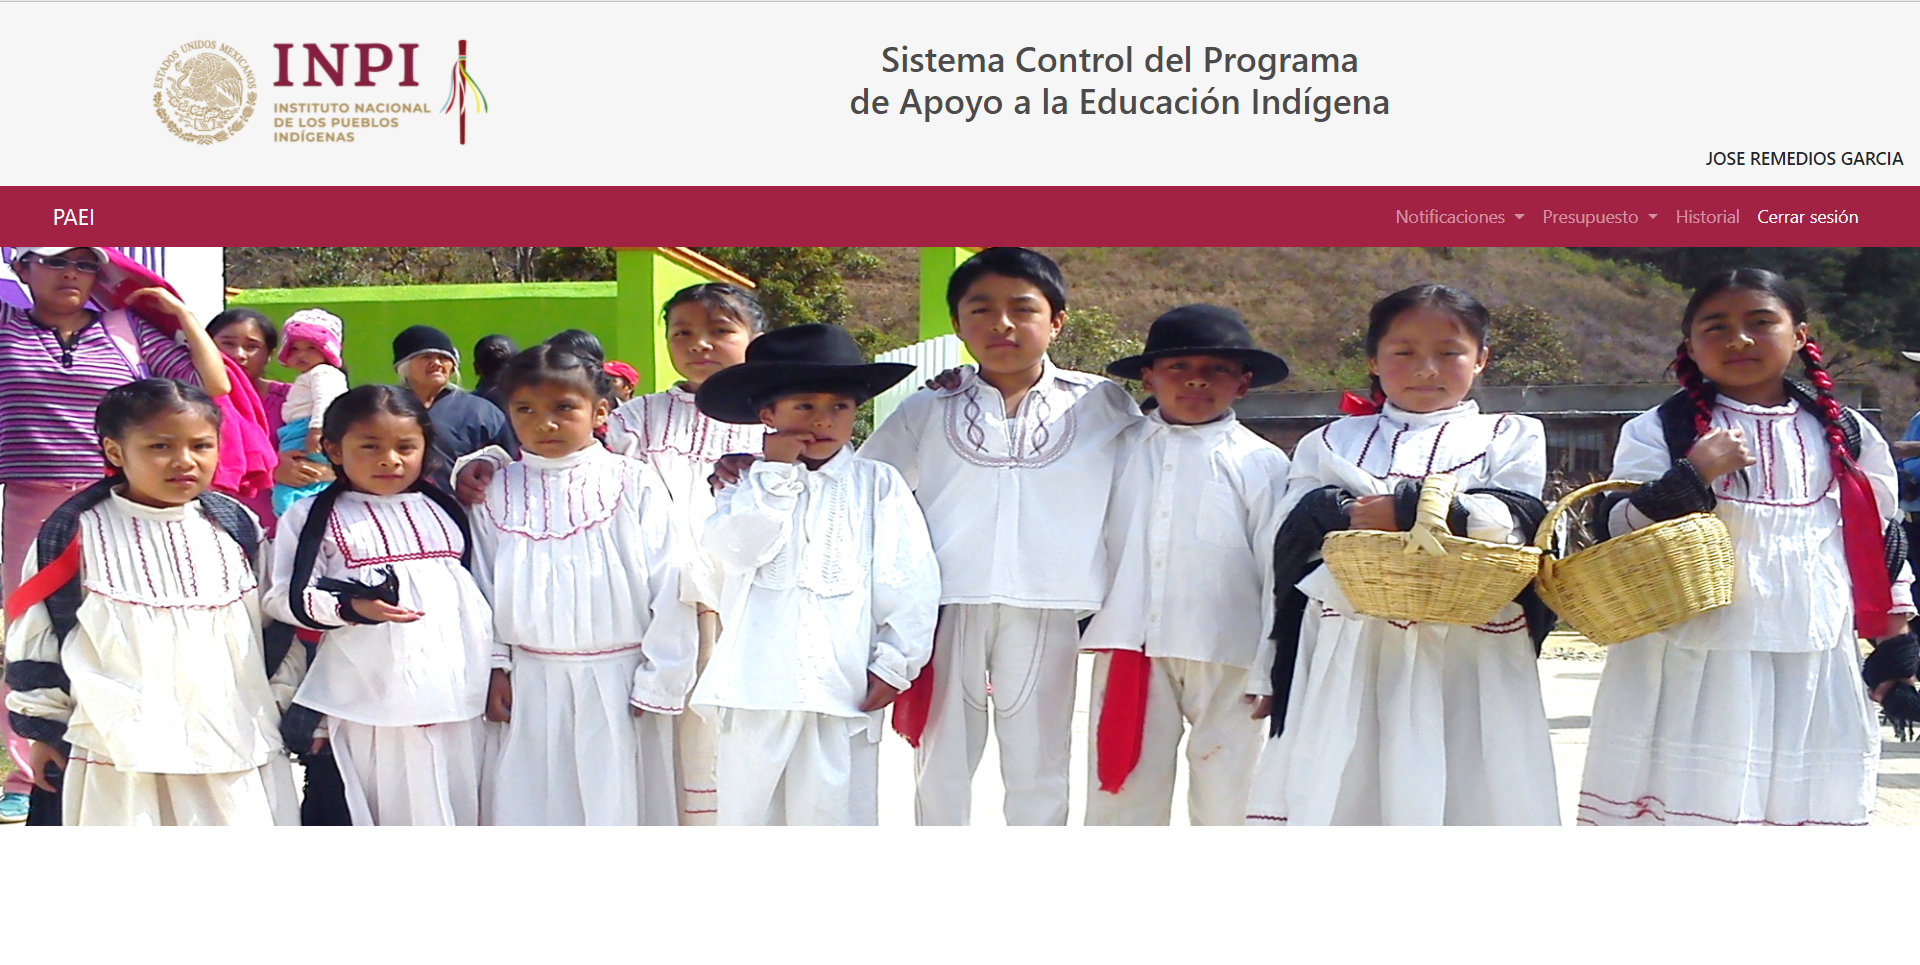 ESTADOS UNIDOS MEXICANOS
INPI
INSTITUTO NACIONAL
DE LOS PUEBLOS
INDÍGENAS
Sistema Control del Programa
de Apoyo a la Educación Indígena
JOSE REMEDIOS GARCIA
PAEI
Notificaciones
Presupuesto
Historial
Cerrar sesión